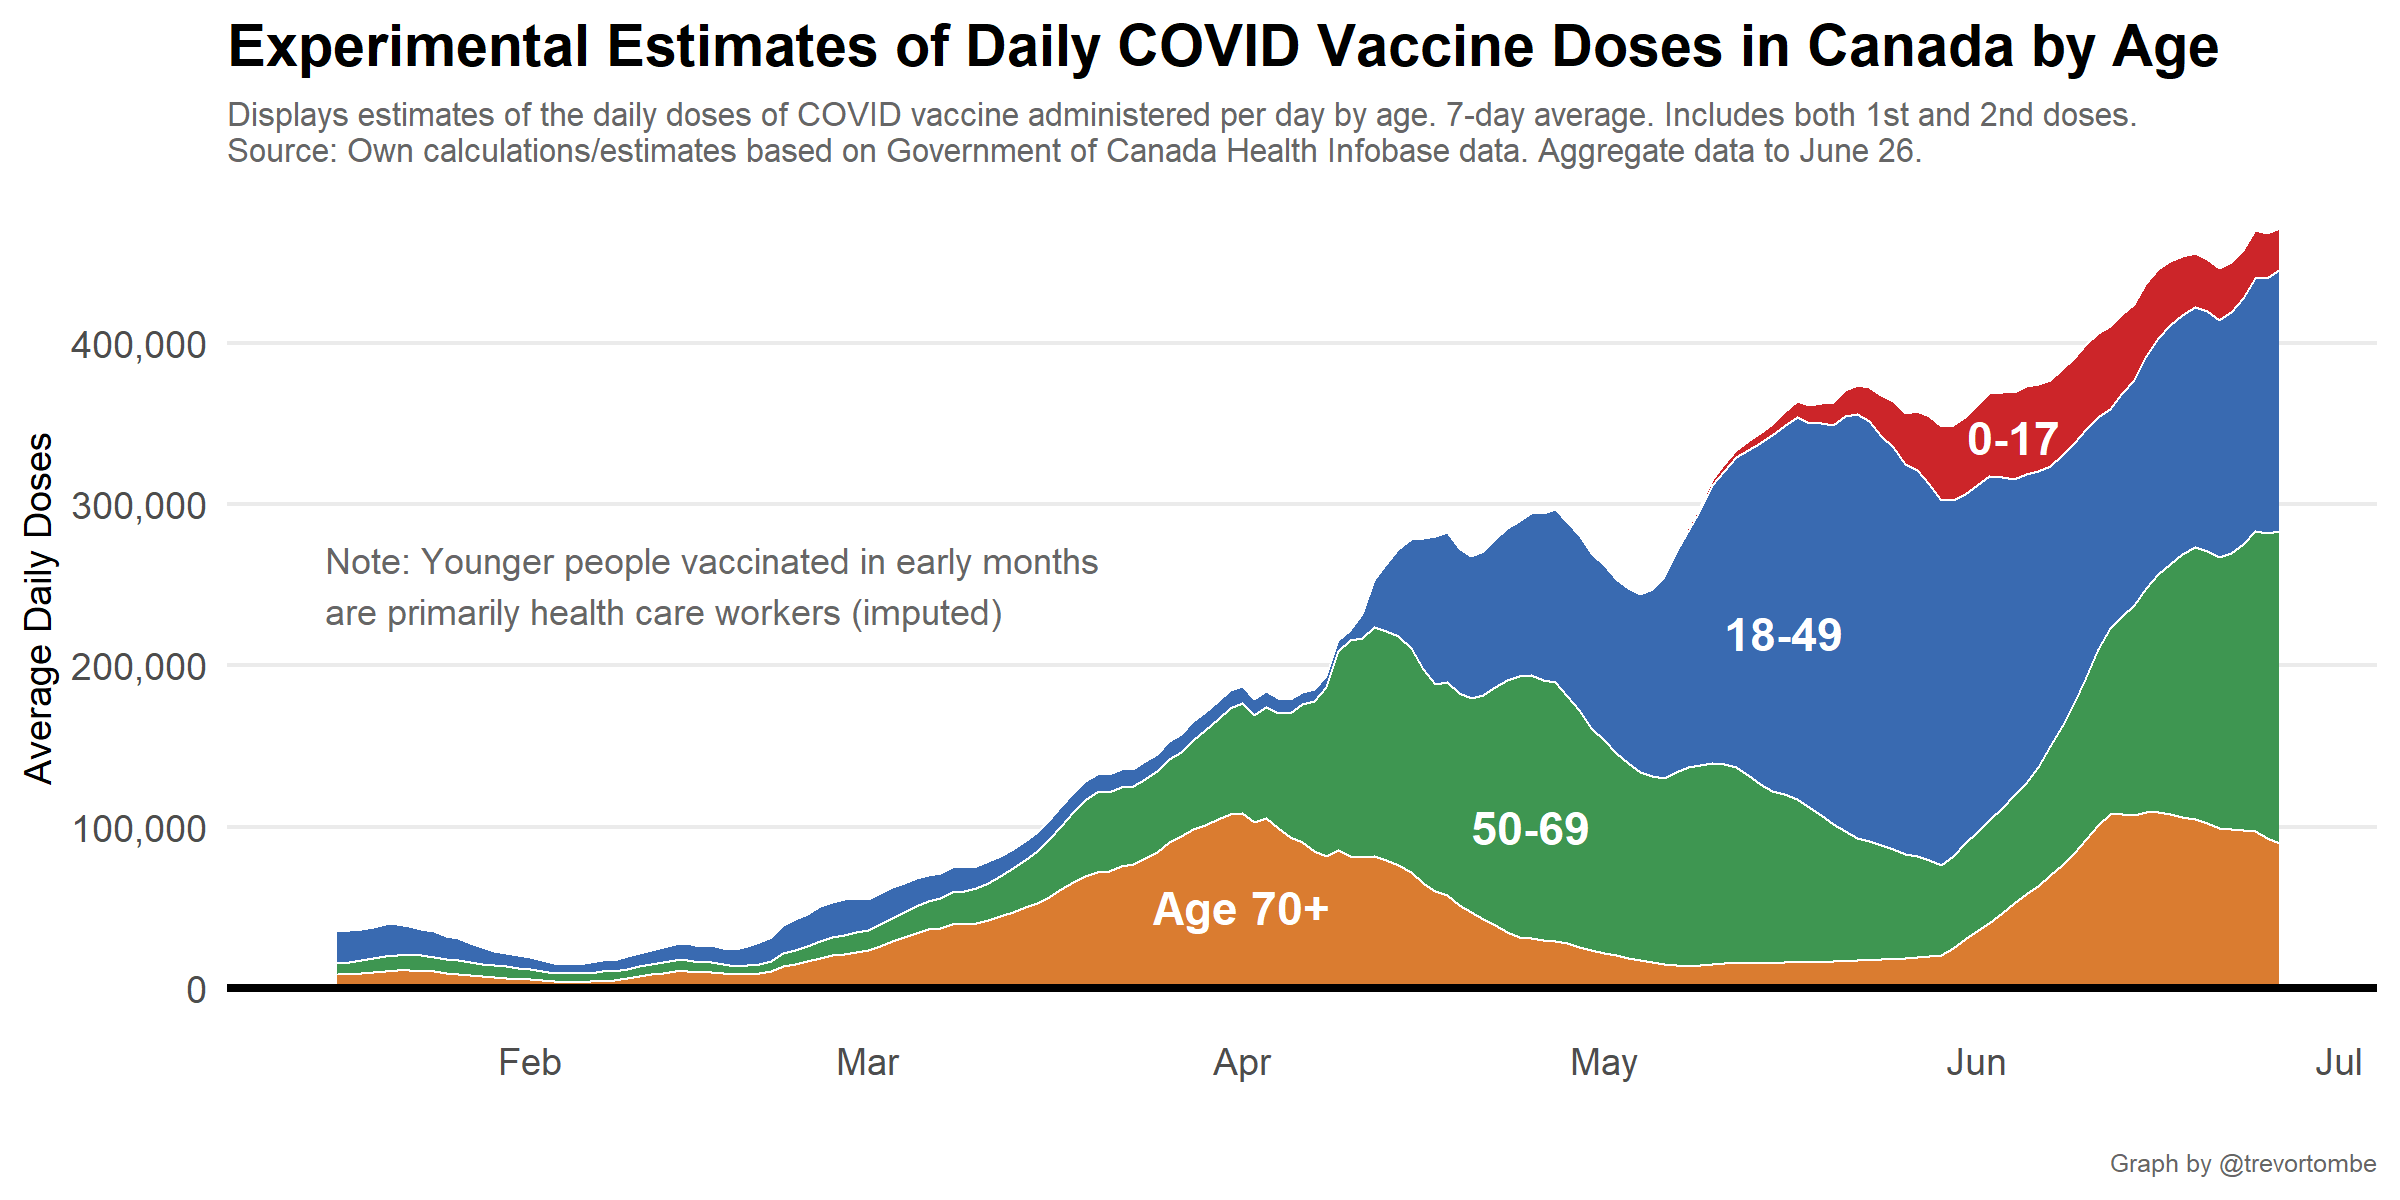 Experimental Estimates of Daily COVID Vaccine Doses in Canada by Age
Displays estimates of the daily doses of COVID vaccine administered per day by age. 7-day average. Includes both 1st and 2nd doses.
Source: Own calculations/estimates based on Government of Canada Health Infobase data. Aggregate data to June 26.
Average Daily Doses
400,000
300,000
200,000
100,000
0
Note: Younger people vaccinated in early months
are primarily health care workers (imputed)
0-17
18-49
50-69
Age 70+
Feb
Mar
Apr
May
Jun
Jul
Graph by @trevortombe